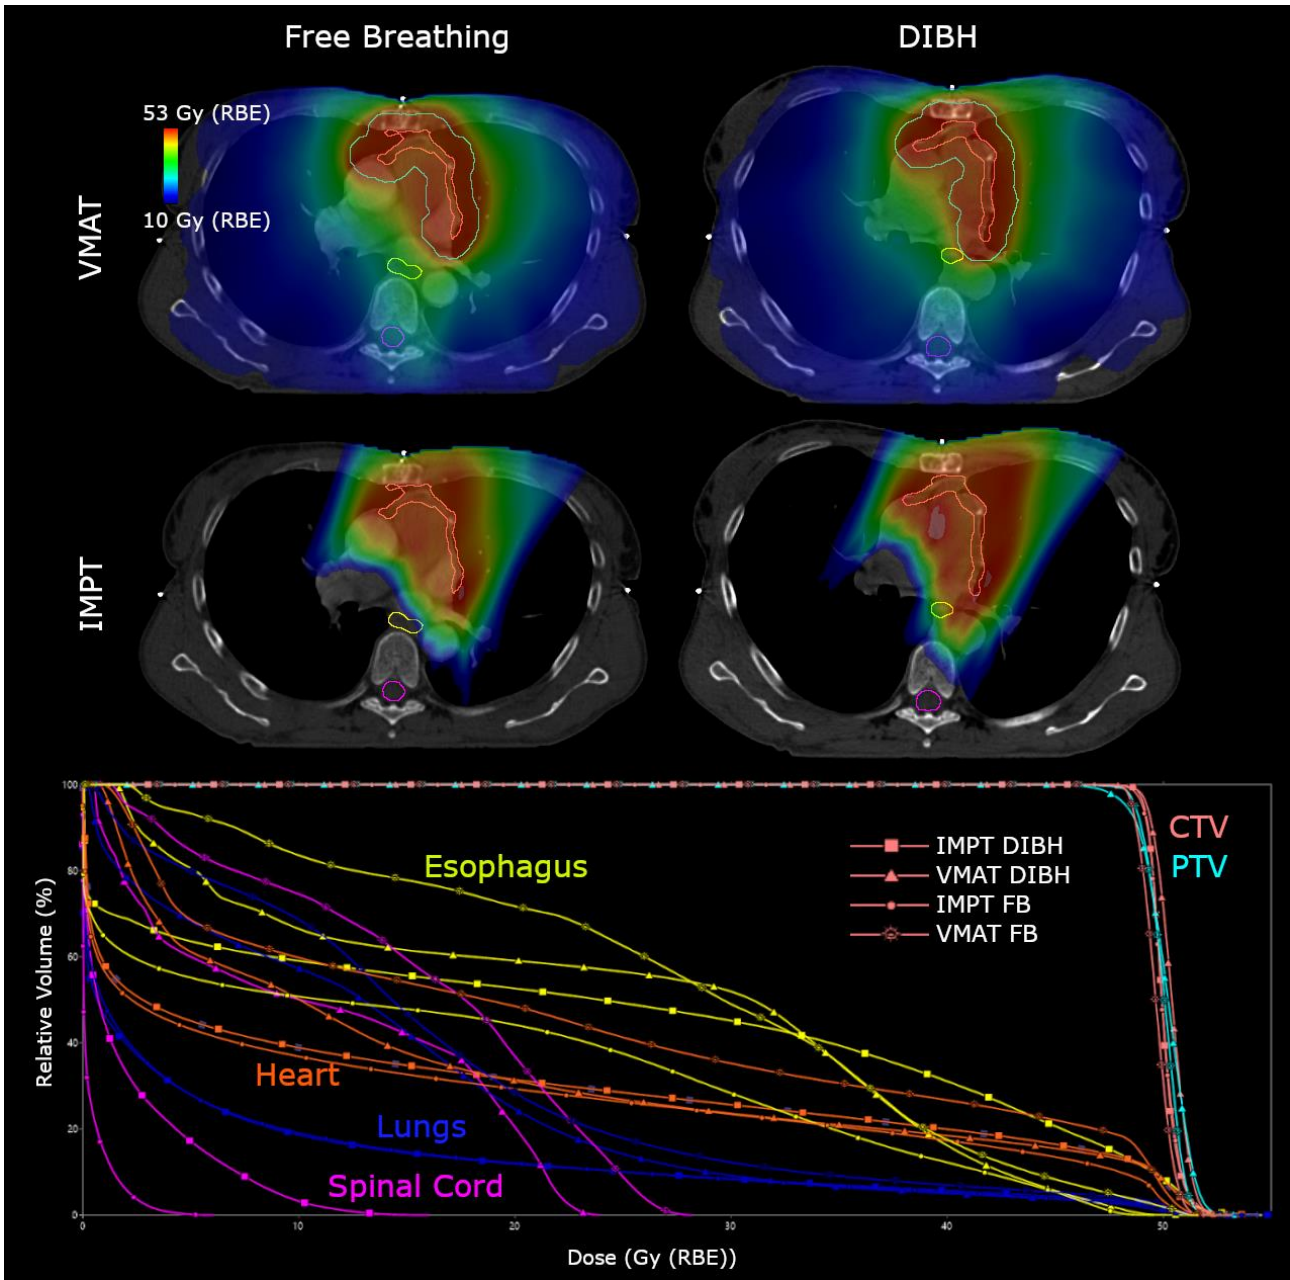 Free Breathing
DIBH
53 Gy (RBE)
10 Gy (RBE)
VMAT
IMPT
100
80
60
40
20
0
Relative Volume (%)
Esophagus
Heart
Lungs
Spinal Cord
IMPT DIBH
VMAT DIBH
IMPT FB
VMAT FB
CTV
PTV
0
10
20
30
40
50
Dose (Gy (RBE))